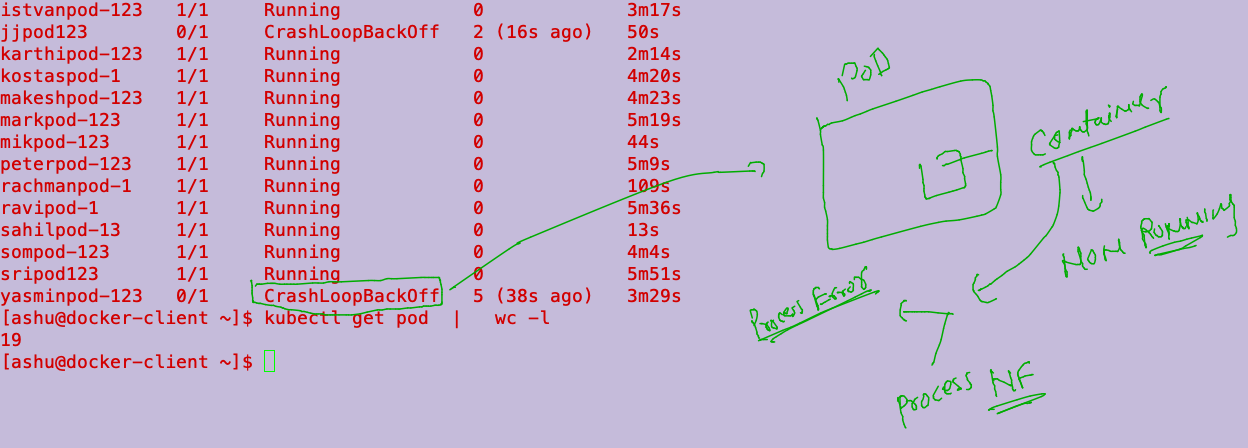 istvanpod-123   1/1     Running            0             3m17s
jjpod123        0/1     CrashLoopBackOff   2 (16s ago)   50s
karthipod-123   1/1     Running            0             2m14s
kostaspod-1     1/1     Running            0             4m20s
makeshpod-123   1/1     Running            0             4m23s
markpod-123     1/1     Running            0             5m19s
mikpod-123      1/1     Running            0             44s
peterpod-123    1/1     Running            0             5m9s
rachmanpod-1    1/1     Running            0             109s
ravipod-1       1/1     Running            0             5m36s
sahilpod-13     1/1     Running            0             13s
sompod-123      1/1     Running            0             4m4s
sripod123       1/1     Running            0             5m51s
yasminpod-123   0/1     CrashLoopBackOff   5 (38s ago)   3m29s
[ashu@docker-client ~]$ kubectl get pod  |   wc -l
19
[ashu@docker-client ~]$
POD
Container
NON RUNNING
Process Error
Process NF